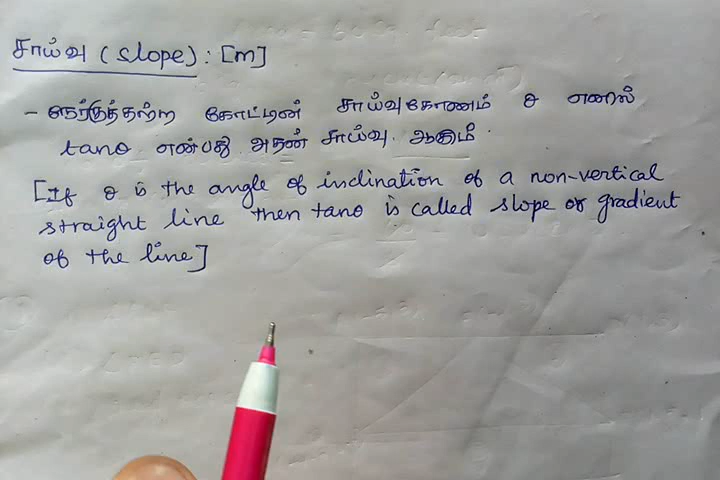 சாய்வு (slope) : [m]
- நேர்குத்தற்ற கோட்டின் சாய்வுகோணம் θ எனில்
tanθ என்பது அதன் சாய்வு ஆகும்.
[If θ is the angle of inclination of a non-vertical
straight line then tanθ is called slope or gradient
of the line]